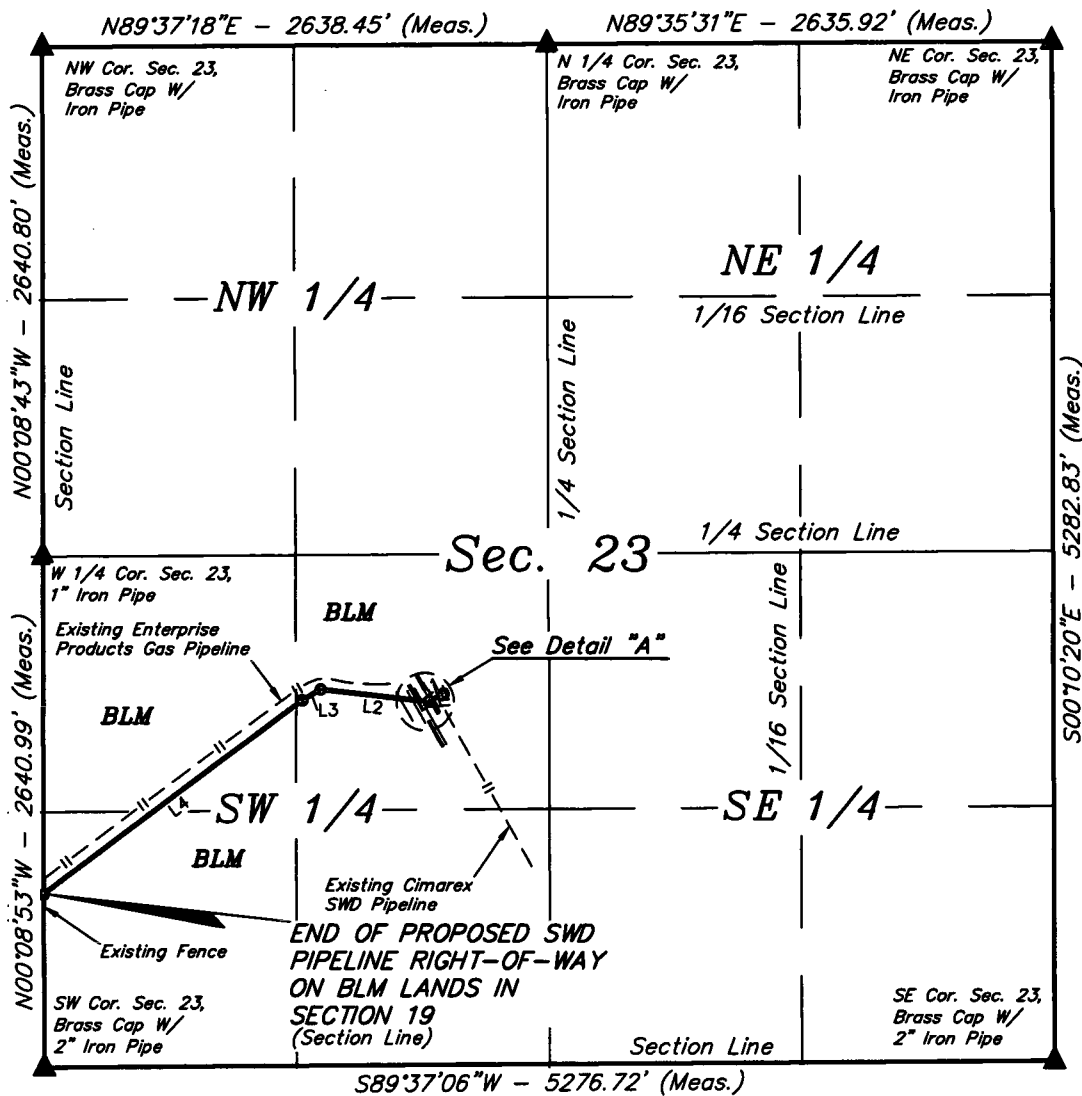 N89°37'18"E - 2638.45' (Meas.)
N89°35'31"E - 2635.92' (Meas.)
NW Cor. Sec. 23,
Brass Cap W/
Iron Pipe
N 1/4 Cor. Sec. 23,
Brass Cap W/
Iron Pipe
NE Cor. Sec. 23,
Brass Cap W/
Iron Pipe
N00°08'43"W - 2640.80' (Meas.)
Section Line
NW 1/4
NE 1/4
1/16 Section Line
1/4 Section Line
S00°10'20"E - 5282.83' (Meas.)
Sec. 23
1/4 Section Line
W 1/4 Cor. Sec. 23,
1" Iron Pipe
BLM
Existing Enterprise
Products Gas Pipeline
See Detail "A"
1/16 Section Line
BLM
L3
L2
L4
SW 1/4
SE 1/4
BLM
N00°08'53"W - 2640.99' (Meas.)
Existing Cimarex
SWD Pipeline
Existing Fence
END OF PROPOSED SWD
PIPELINE RIGHT-OF-WAY
ON BLM LANDS IN
SECTION 19
(Section Line)
SW Cor. Sec. 23,
Brass Cap W/
2" Iron Pipe
SE Cor. Sec. 23,
Brass Cap W/
2" Iron Pipe
Section Line
S89°37'06"W - 5276.72' (Meas.)